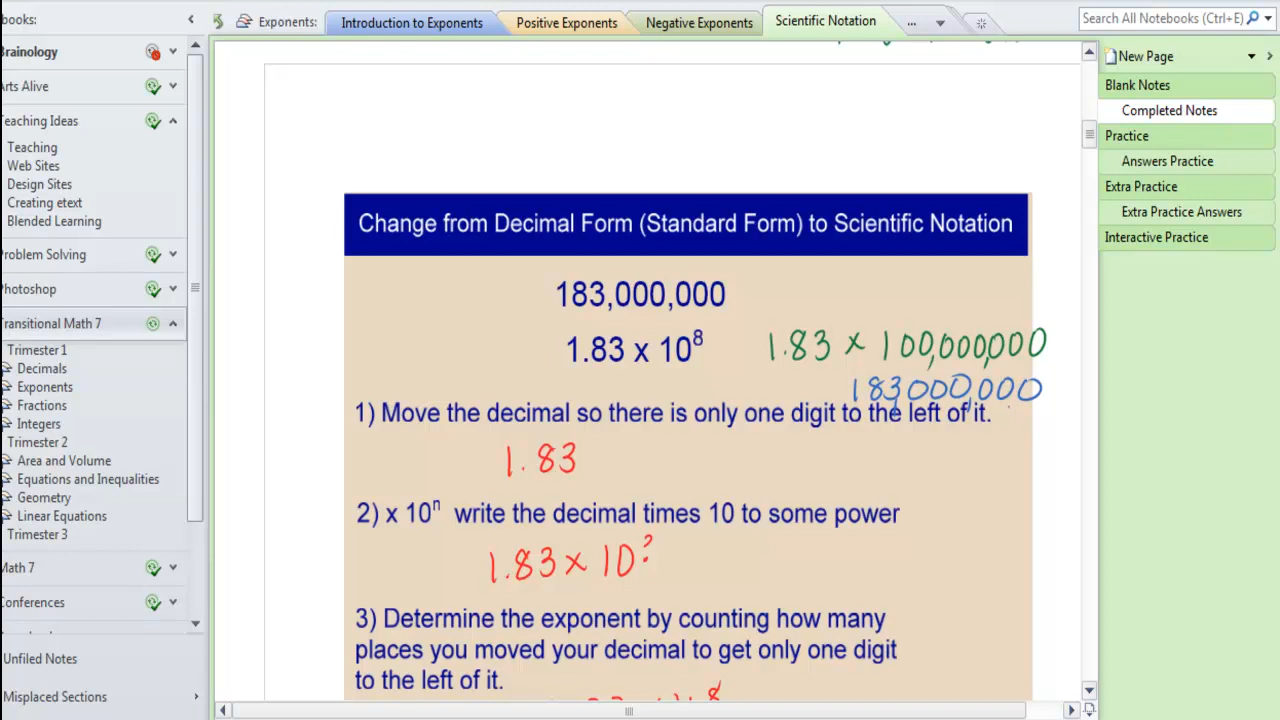 ooks:
Exponents:
Introduction to Exponents
Positive Exponents
Negative Exponents
Scientific Notation
...
Search All Notebooks (Ctrl+E)
Brainology
Arts Alive
Teaching Ideas
Teaching
Web Sites
Design Sites
Creating etext
Blended Learning
Problem Solving
Photoshop
Transitional Math 7
Trimester 1
Decimals
Exponents
Fractions
Integers
Trimester 2
Area and Volume
Equations and Inequalities
Geometry
Linear Equations
Trimester 3
Math 7
Conferences
Unfiled Notes
Misplaced Sections
Change from Decimal Form (Standard Form) to Scientific Notation
183,000,000
1.83 x 10⁸
1.83 x 100,000,000
183,000,000
1) Move the decimal so there is only one digit to the left of it.
1.83
2) x 10ⁿ write the decimal times 10 to some power
1.83 x 10?
3) Determine the exponent by counting how many
places you moved your decimal to get only one digit
to the left of it.
New Page
Blank Notes
Completed Notes
Practice
Answers Practice
Extra Practice
Extra Practice Answers
Interactive Practice